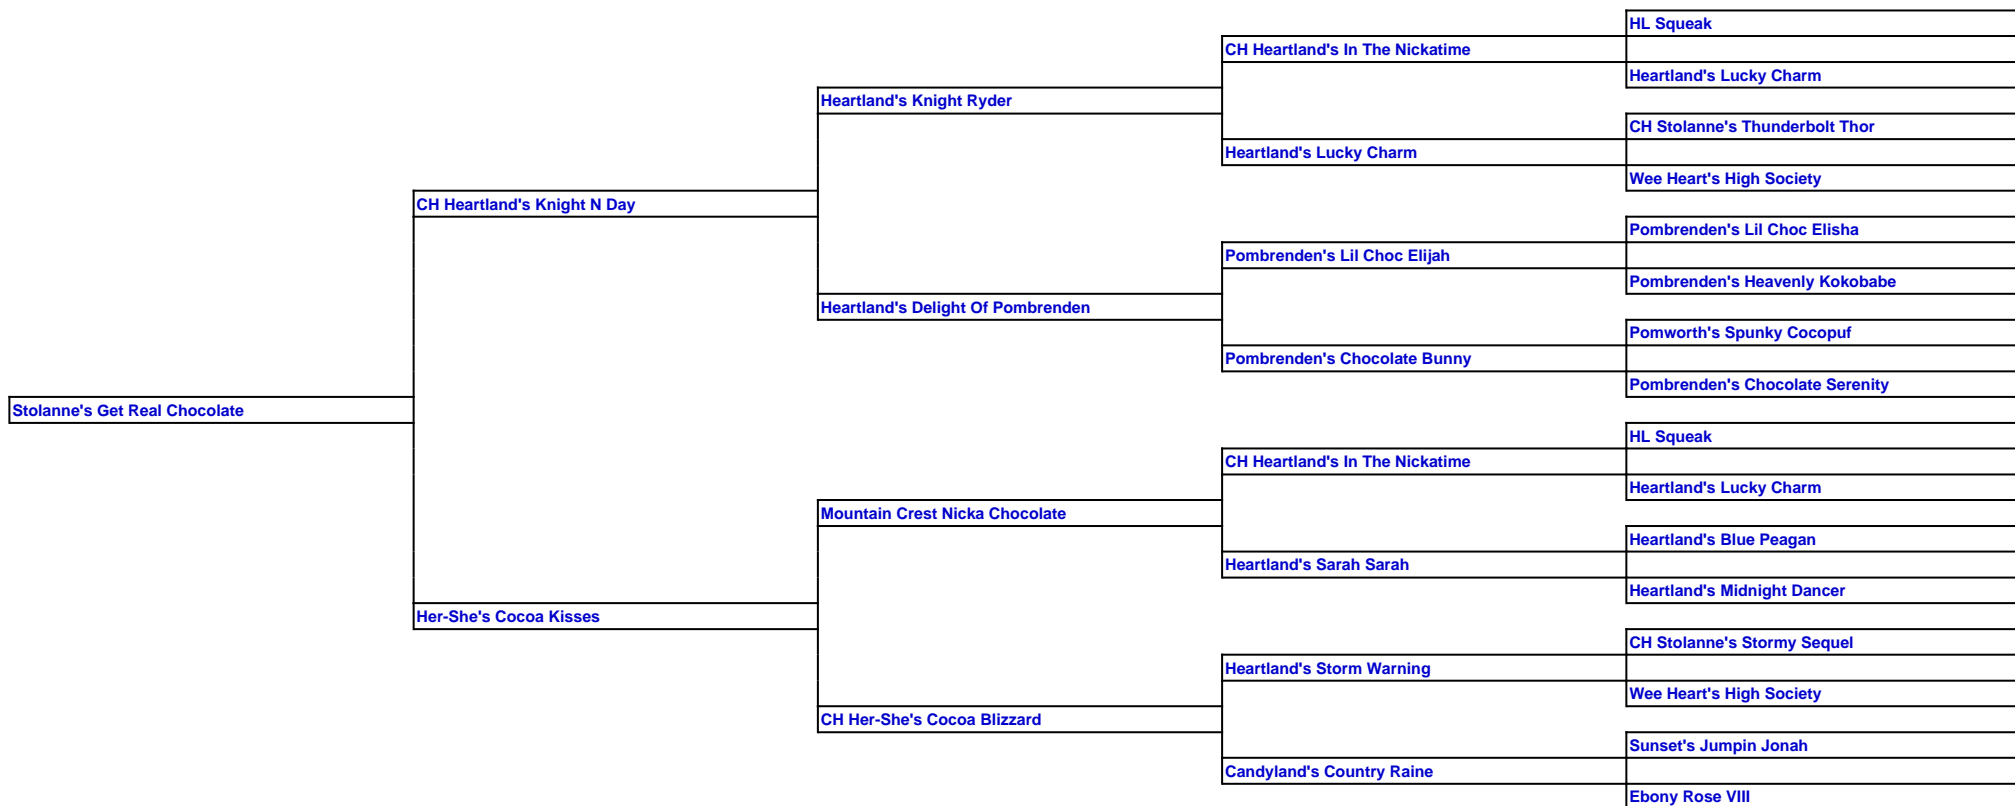 HL Squeak
CH Heartland's In The Nickatime
Heartland's Lucky Charm
Heartland's Knight Ryder
CH Stolanne's Thunderbolt Thor
Heartland's Lucky Charm
Wee Heart's High Society
CH Heartland's Knight N Day
Pombrenden's Lil Choc Elisha
Pombrenden's Lil Choc Elijah
Pombrenden's Heavenly Kokobabe
Heartland's Delight Of Pombrenden
Pomworth's Spunky Cocopuf
Pombrenden's Chocolate Bunny
Pombrenden's Chocolate Serenity
Stolanne's Get Real Chocolate
HL Squeak
CH Heartland's In The Nickatime
Heartland's Lucky Charm
Mountain Crest Nicka Chocolate
Heartland's Blue Peagan
Heartland's Sarah Sarah
Heartland's Midnight Dancer
Her-She's Cocoa Kisses
CH Stolanne's Stormy Sequel
Heartland's Storm Warning
Wee Heart's High Society
CH Her-She's Cocoa Blizzard
Sunset's Jumpin Jonah
Candyland's Country Raine
Ebony Rose VIII